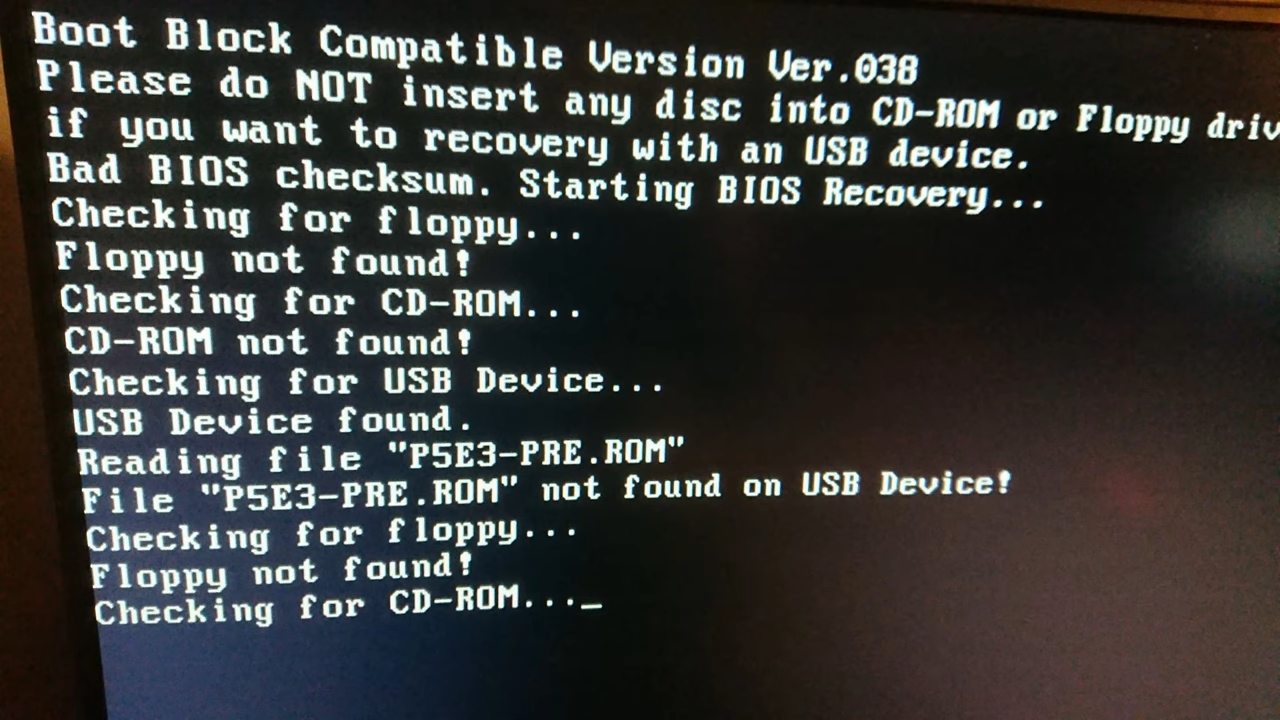 Boot Block Compatible Version Ver.038
Please do NOT insert any disc into CD-ROM or Floppy driv
if you want to recovery with an USB device.
Bad BIOS checksum. Starting BIOS Recovery...
Checking for floppy...
Floppy not found!
Checking for CD-ROM...
CD-ROM not found!
Checking for USB Device...
USB Device found.
Reading file "P5E3-PRE.ROM"
File "P5E3-PRE.ROM" not found on USB Device!
Checking for floppy...
Floppy not found!
Checking for CD-ROM..._